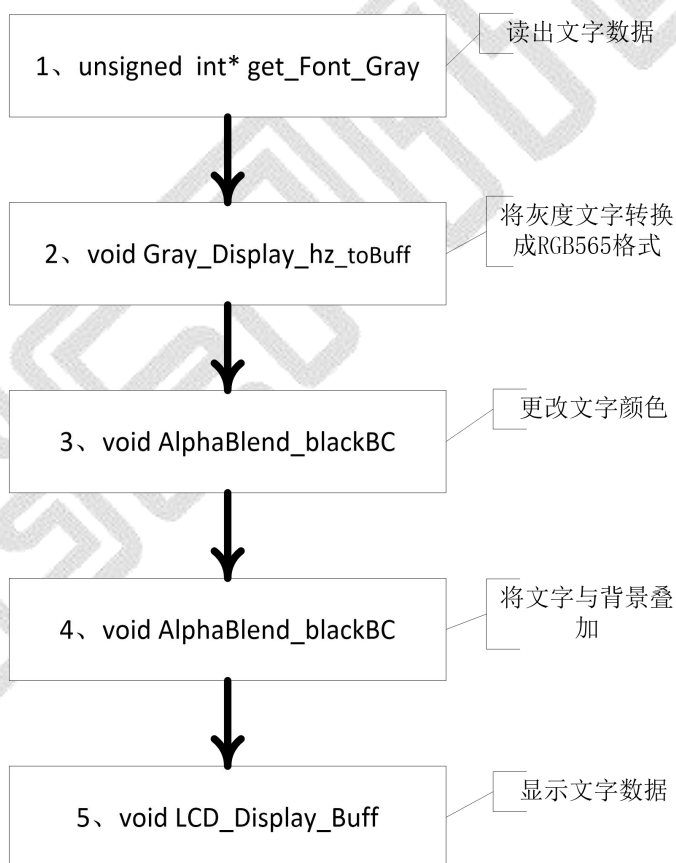 1、unsigned int* get_Font_Gray
读出文字数据
2、void Gray_Display_hz_toBuff
将灰度文字转换
成RGB565格式
3、void AlphaBlend_blackBC
更改文字颜色
4、void AlphaBlend_blackBC
将文字与背景叠
加
5、void LCD_Display_Buff
显示文字数据